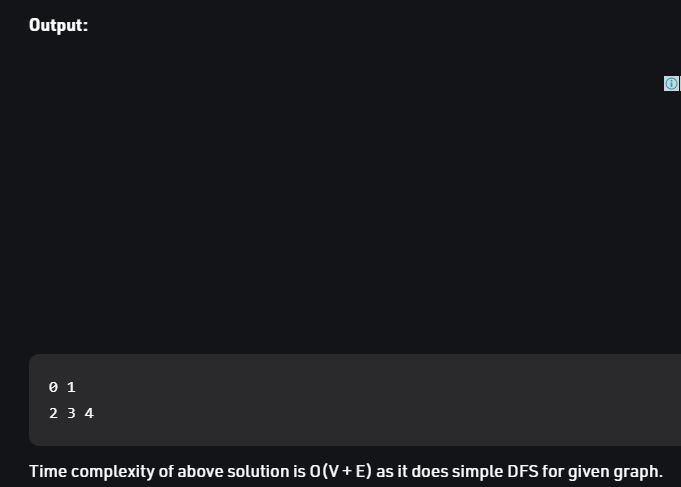 Output:
0 1
2 3 4
Time complexity of above solution is O(V + E) as it does simple DFS for given graph.